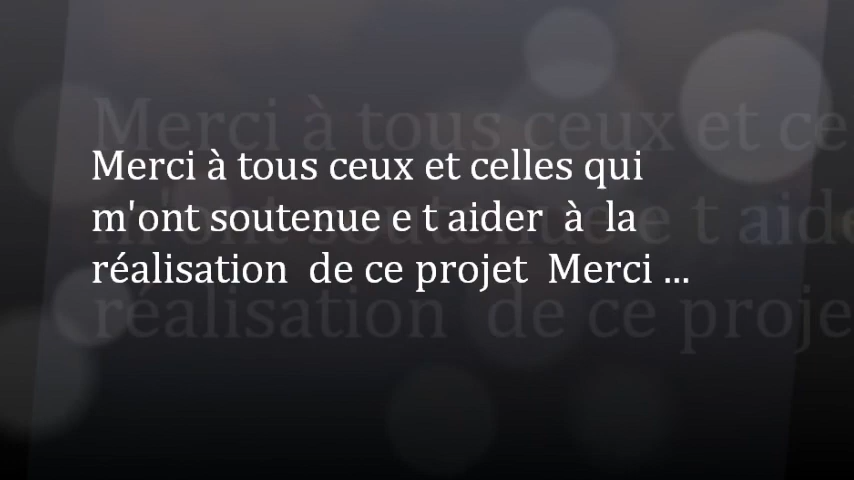 Merci à tous ceux et celles qui
m'ont soutenue e t aider  à  la
réalisation  de ce projet  Merci ...